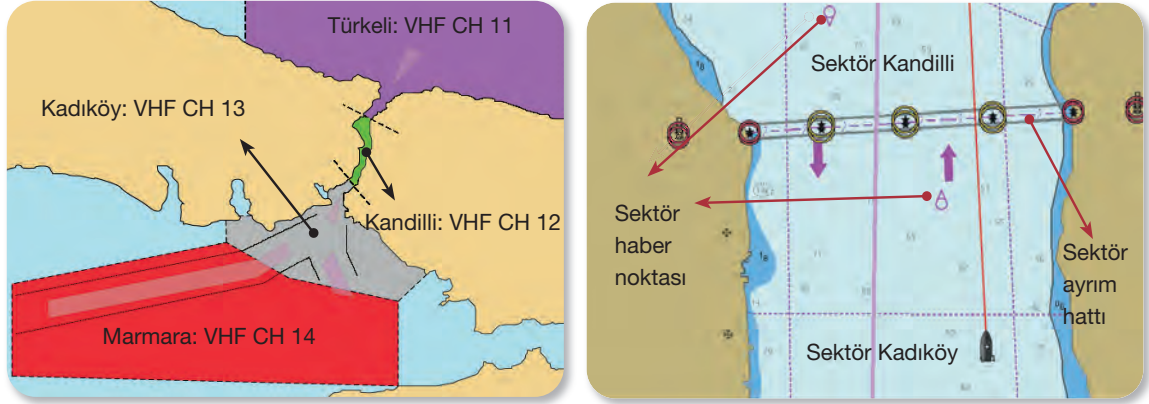 Türkeli: VHF CH 11
Kadıköy: VHF CH 13
Kandilli: VHF CH 12
Marmara: VHF CH 14
Sektör Kandilli
Sektör
haber
noktası
Sektör
ayrım
hattı
Sektör Kadıköy